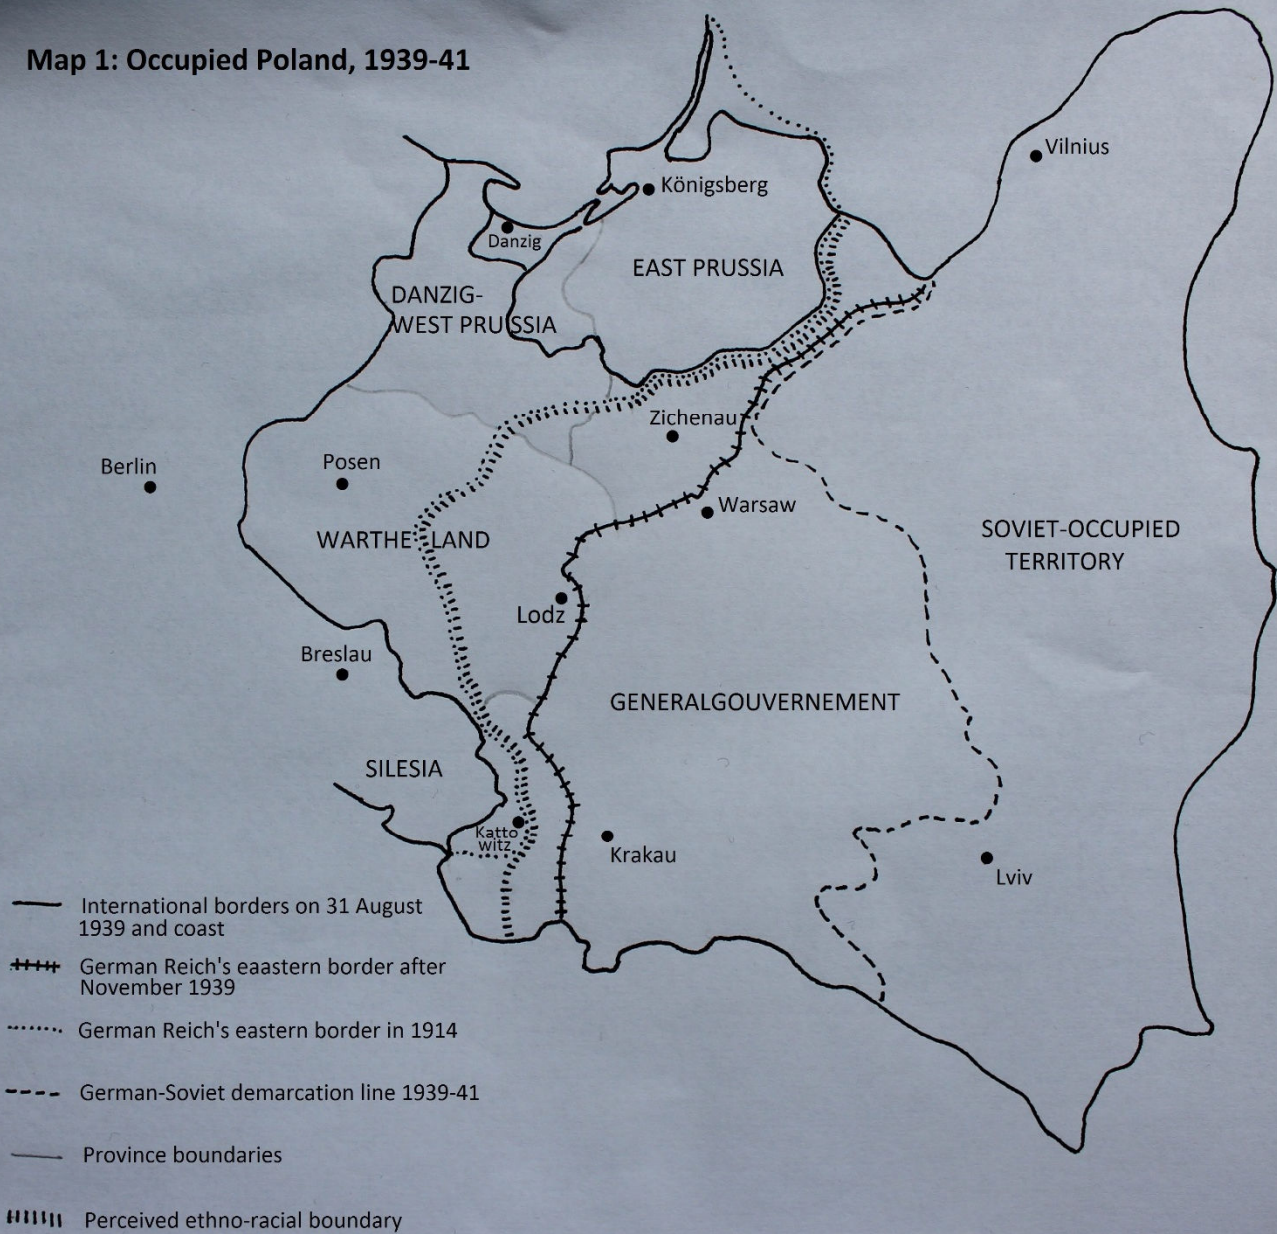 Map 1: Occupied Poland, 1939-41
Vilnius
Königsberg
Danzig
EAST PRUSSIA
DANZIG-
WEST PRUSSIA
Zichenau
Berlin
Posen
Warsaw
WARTHELAND
SOVIET-OCCUPIED
TERRITORY
Lodz
Breslau
GENERALGOUVERNEMENT
SILESIA
Katto
witz
Krakau
Lviv
International borders on 31 August
1939 and coast
German Reich's eaastern border after
November 1939
German Reich's eastern border in 1914
German-Soviet demarcation line 1939-41
Province boundaries
Perceived ethno-racial boundary